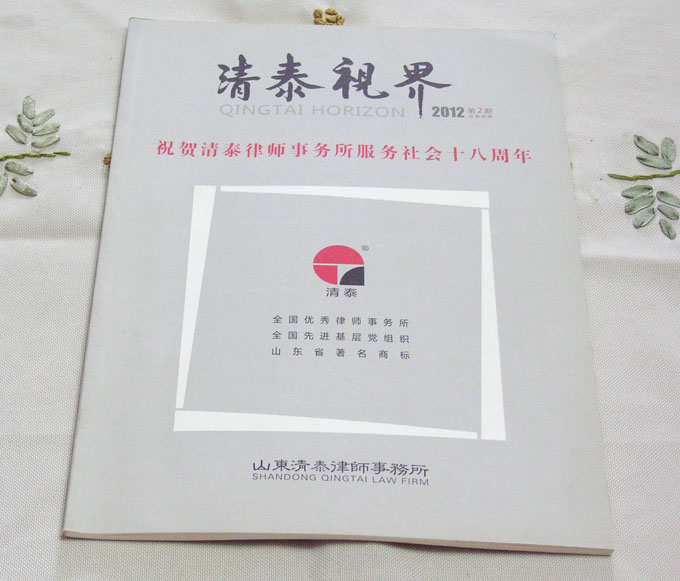 清泰视界
QINGTAI HORIZON 2012 第2期
祝贺清泰律师事务所服务社会十八周年
®
清泰
全国优秀律师事务所
全国先进基层党组织
山东省著名商标
山東清泰律師事務所
SHANDONG QINGTAI LAW FIRM